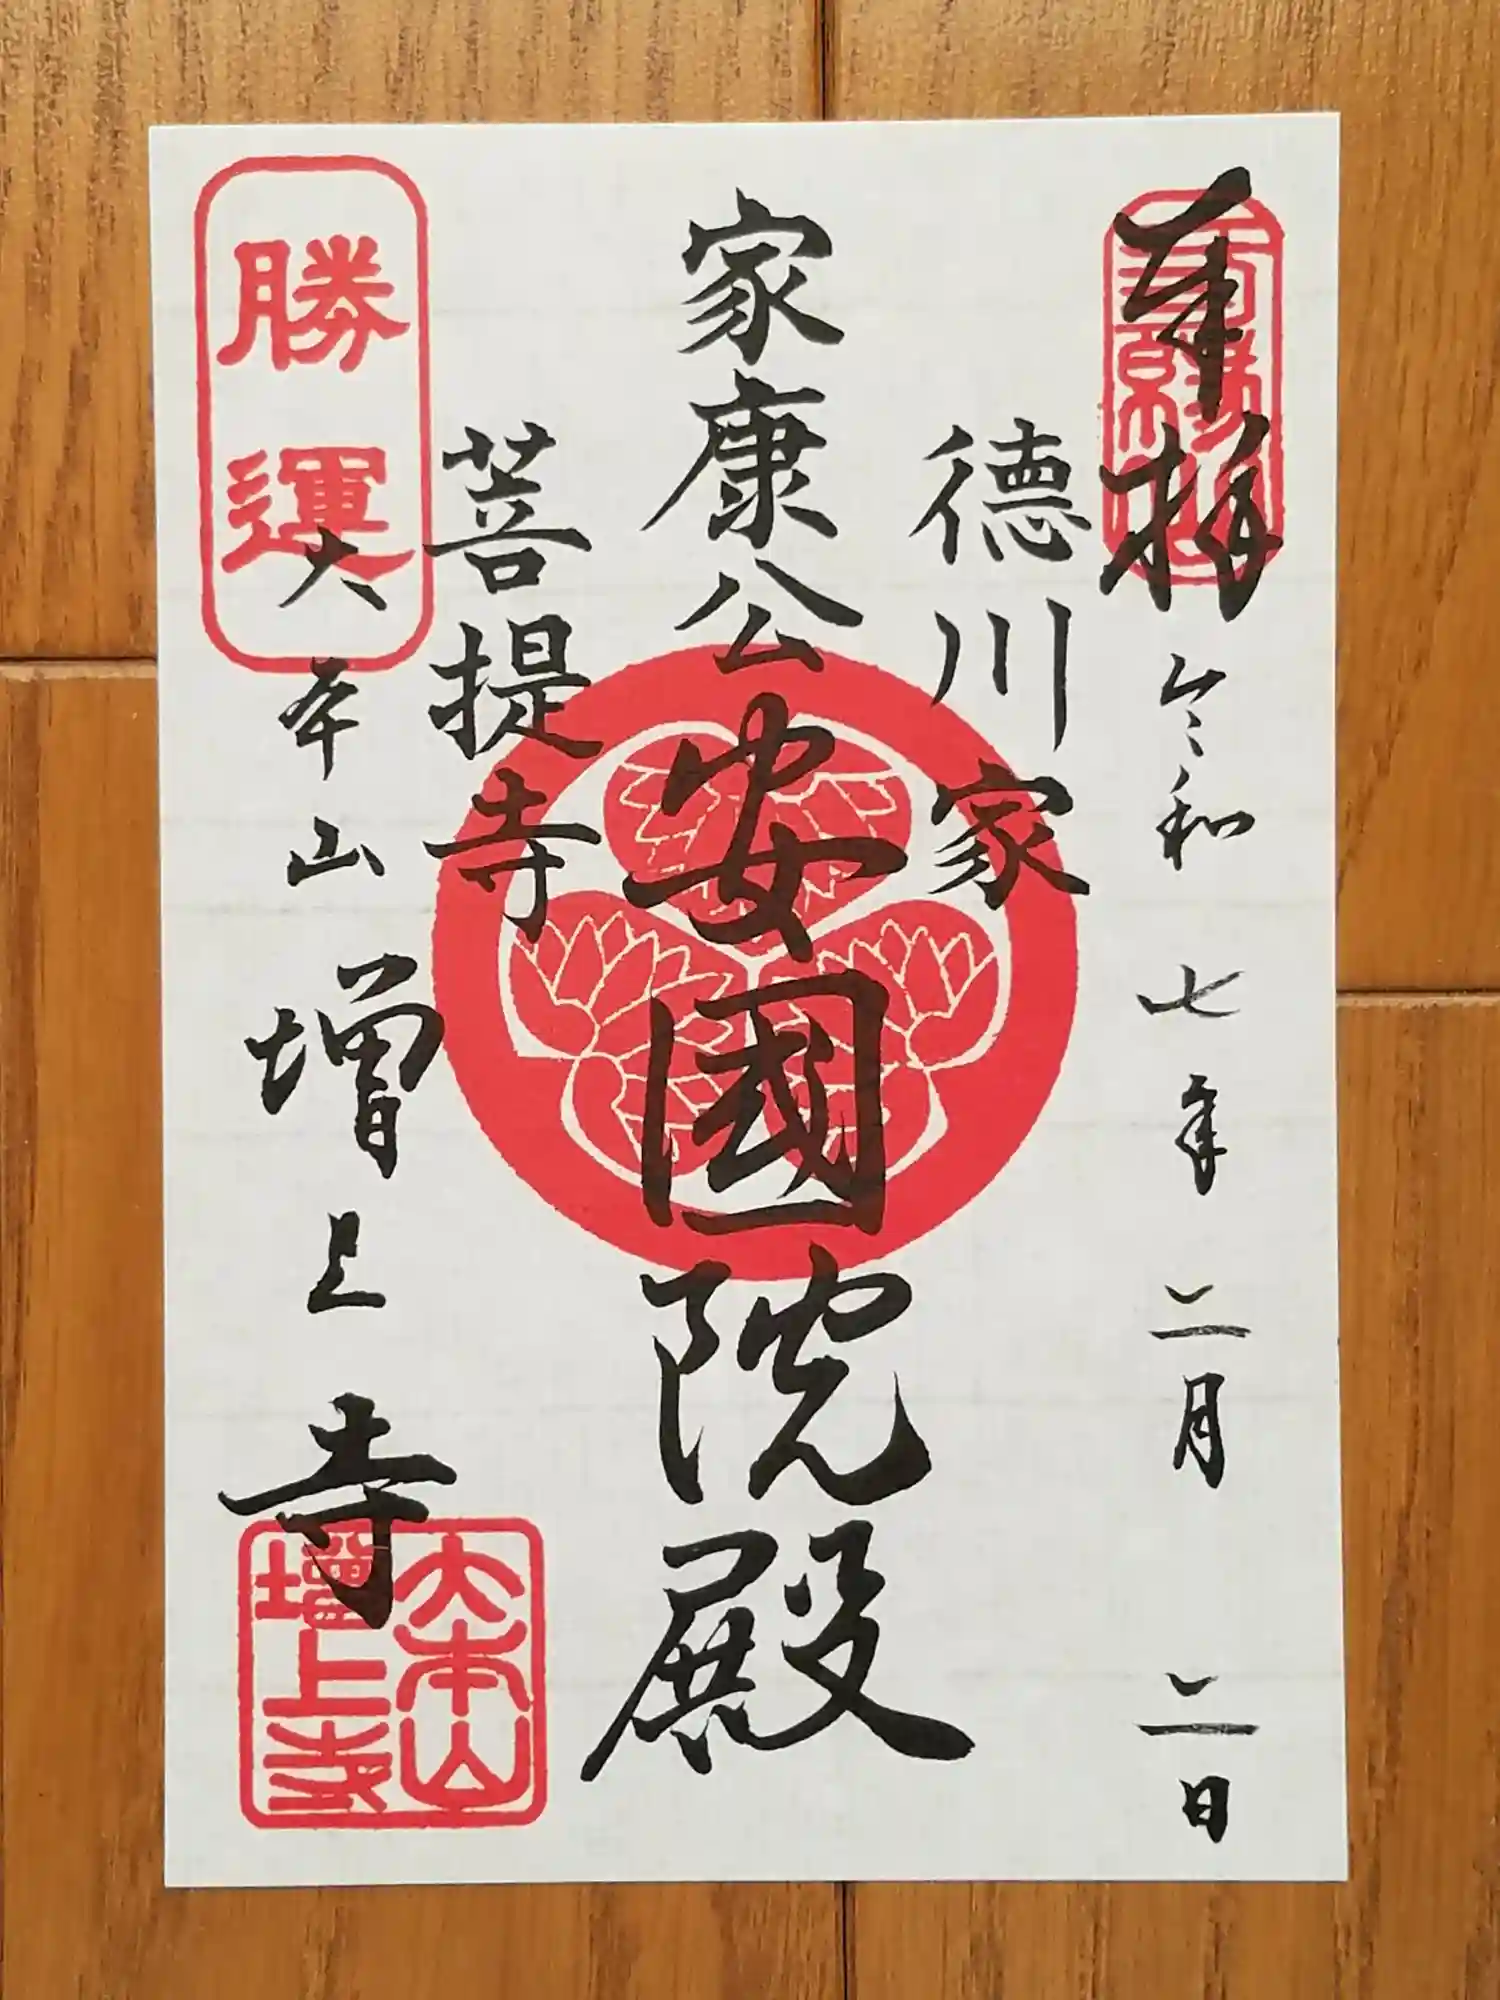 奉拝 令和七年二月二日
徳川家
家康公 安國院殿
菩提寺
勝運
大本山 増上寺
大本山
増上寺